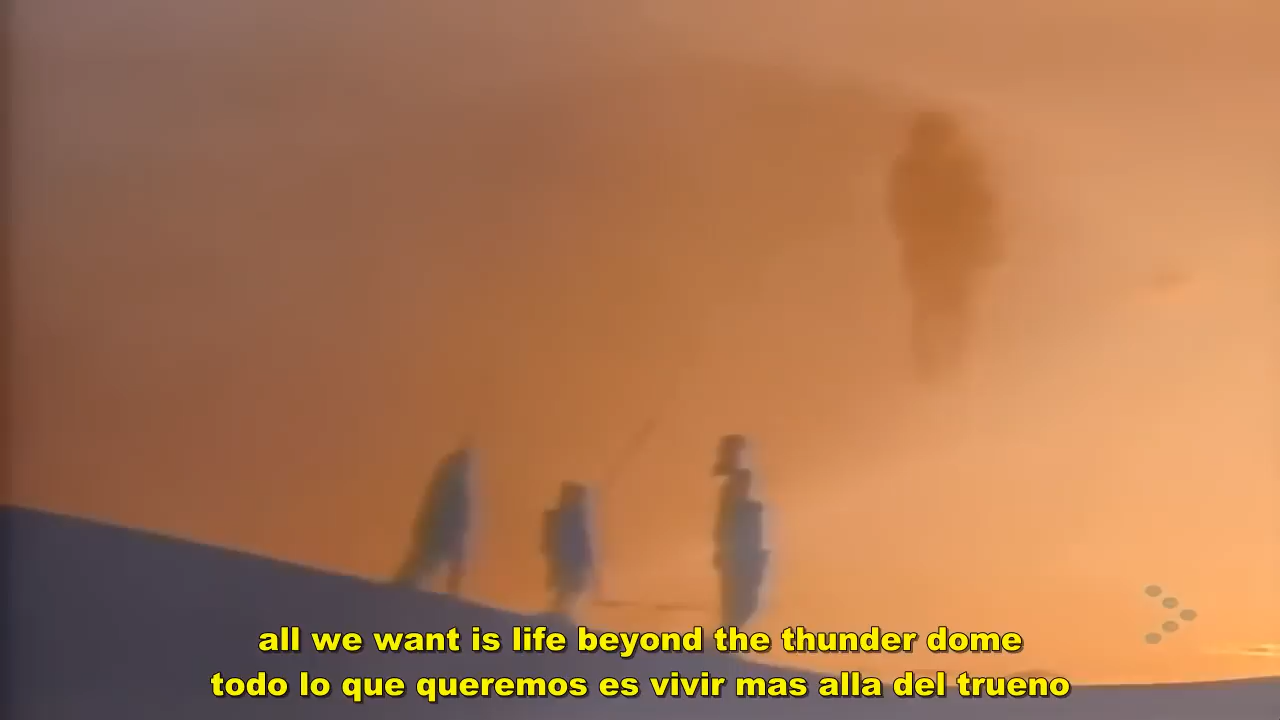 all we want is life beyond the thunder dome
todo lo que queremos es vivir mas alla del trueno